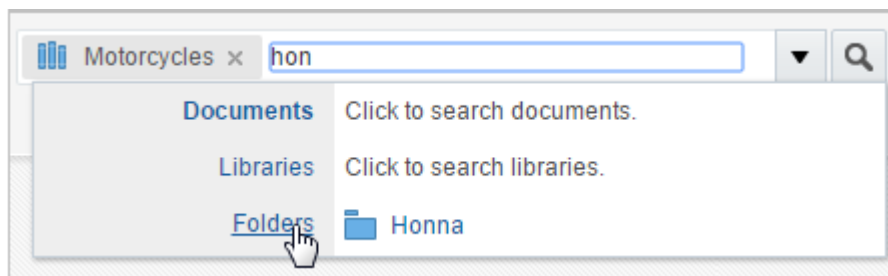 Motorcycles × hon
Documents Click to search documents.
Libraries Click to search libraries.
Folders Honna